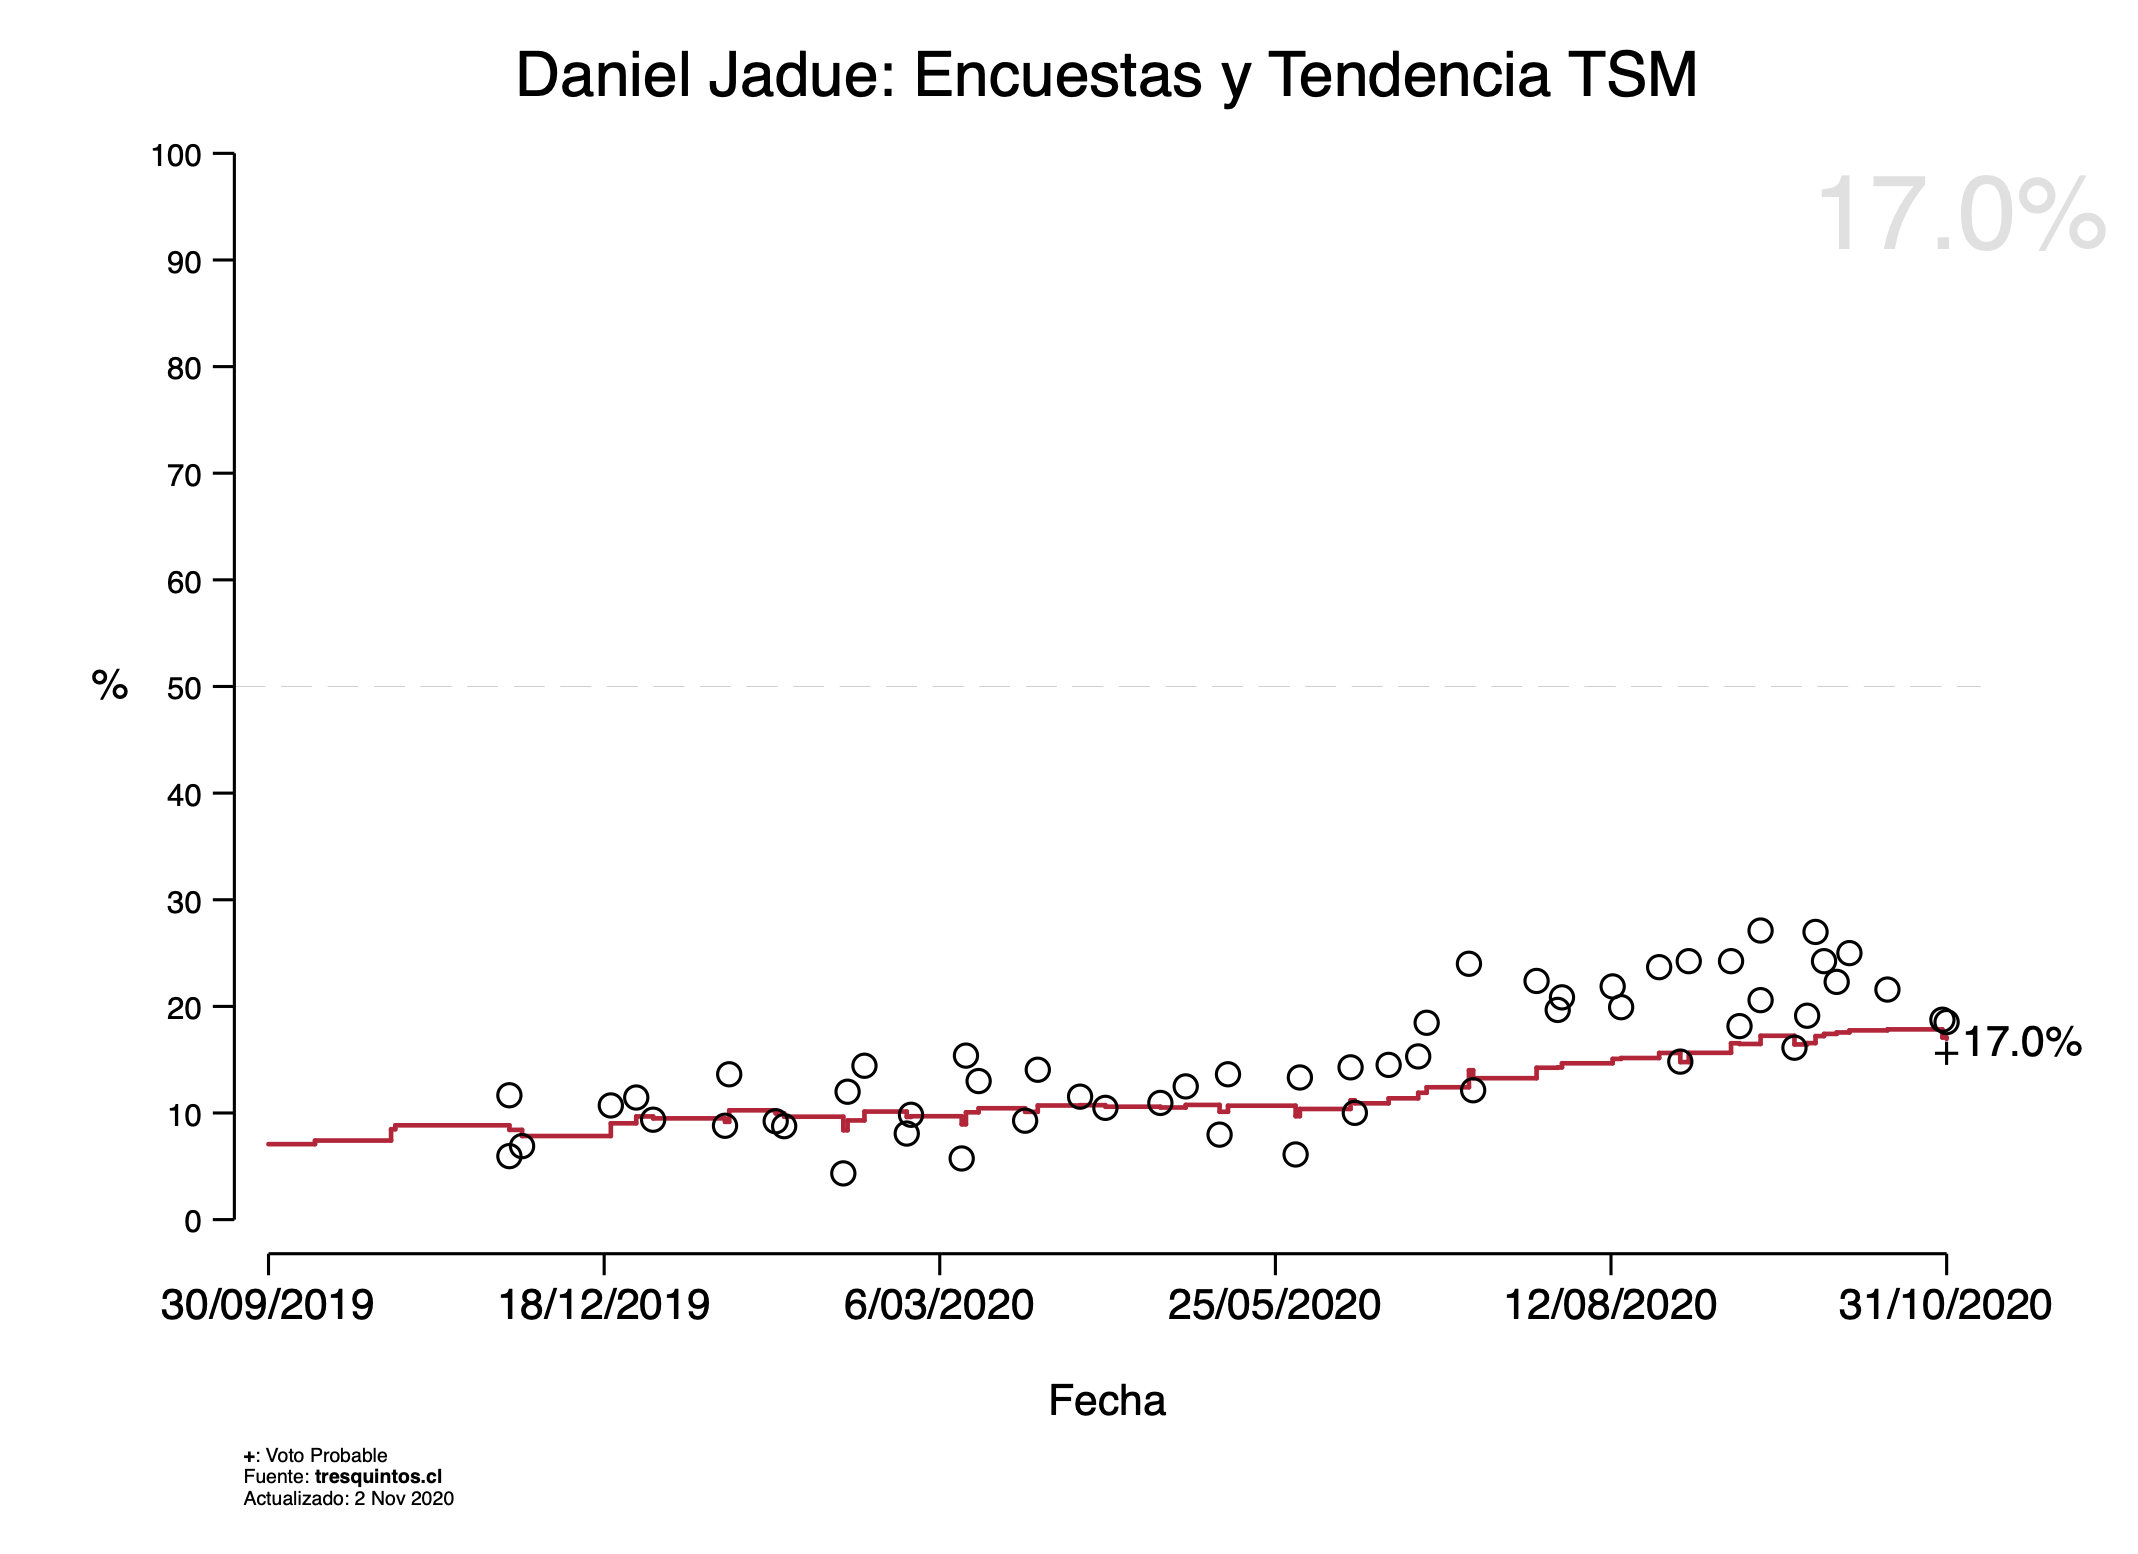 Daniel Jadue: Encuestas y Tendencia TSM
17.0%
100
90
80
70
60
% 50
40
30
20
17.0%
10
0
30/09/2019 18/12/2019 6/03/2020 25/05/2020 12/08/2020 31/10/2020
Fecha
+: Voto Probable
Fuente: tresquintos.cl
Actualizado: 2 Nov 2020